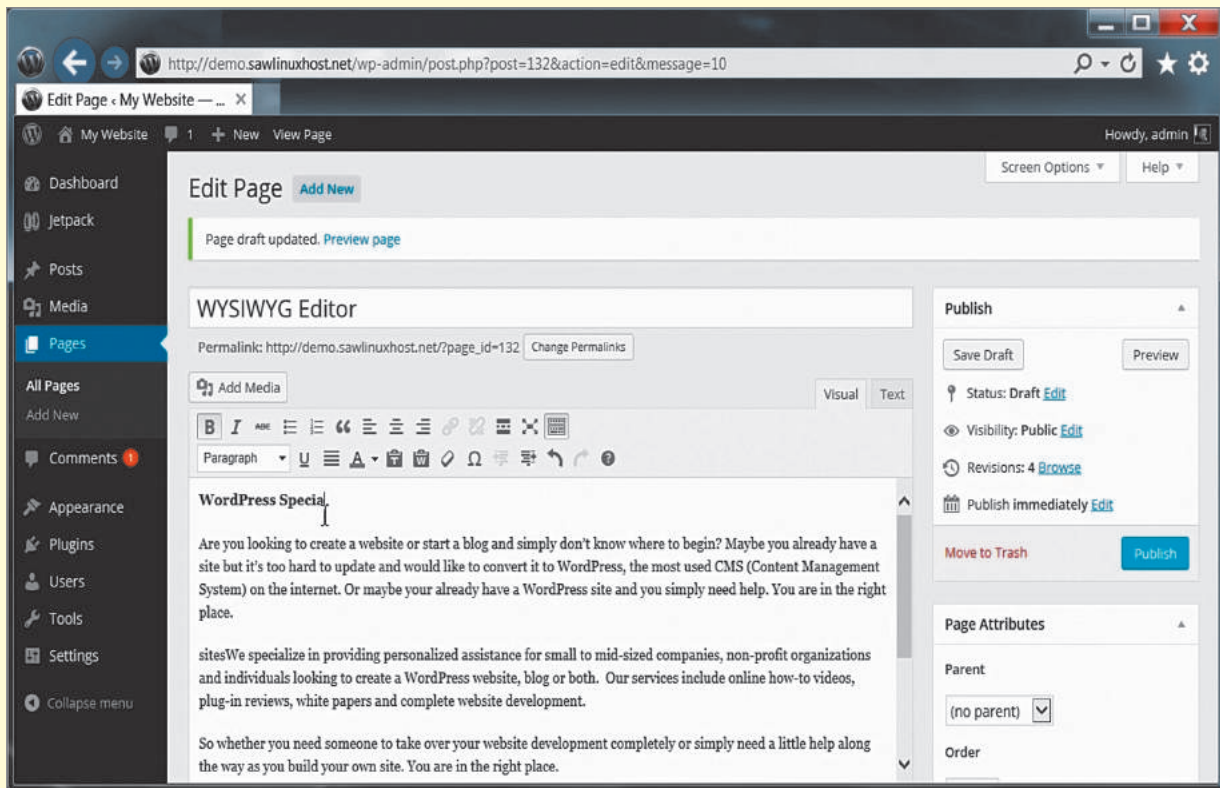 http://demo.sawlinuxhost.net/wp-admin/post.php?post=132&action=edit&message=10
Edit Page ‹ My Website — ...
My Website 1 New View Page Howdy, admin
Screen Options Help
Dashboard
Jetpack
Posts
Media
Pages
All Pages
Add New
Comments 1
Appearance
Plugins
Users
Tools
Settings
Collapse menu
Edit Page Add New
Page draft updated. Preview page
WYSIWYG Editor
Permalink: http://demo.sawlinuxhost.net/?page_id=132 Change Permalinks
Add Media
Visual Text
B I ABC
Paragraph U A T W Ω
WordPress Special
Are you looking to create a website or start a blog and simply don't know where to begin? Maybe you already have a
site but it's too hard to update and would like to convert it to WordPress, the most used CMS (Content Management
System) on the internet. Or maybe your already have a WordPress site and you simply need help. You are in the right
place.
sitesWe specialize in providing personalized assistance for small to mid-sized companies, non-profit organizations
and individuals looking to create a WordPress website, blog or both. Our services include online how-to videos,
plug-in reviews, white papers and complete website development.
So whether you need someone to take over your website development completely or simply need a little help along
the way as you build your own site. You are in the right place.
Publish
Save Draft Preview
Status: Draft Edit
Visibility: Public Edit
Revisions: 4 Browse
Publish immediately Edit
Move to Trash Publish
Page Attributes
Parent
(no parent)
Order